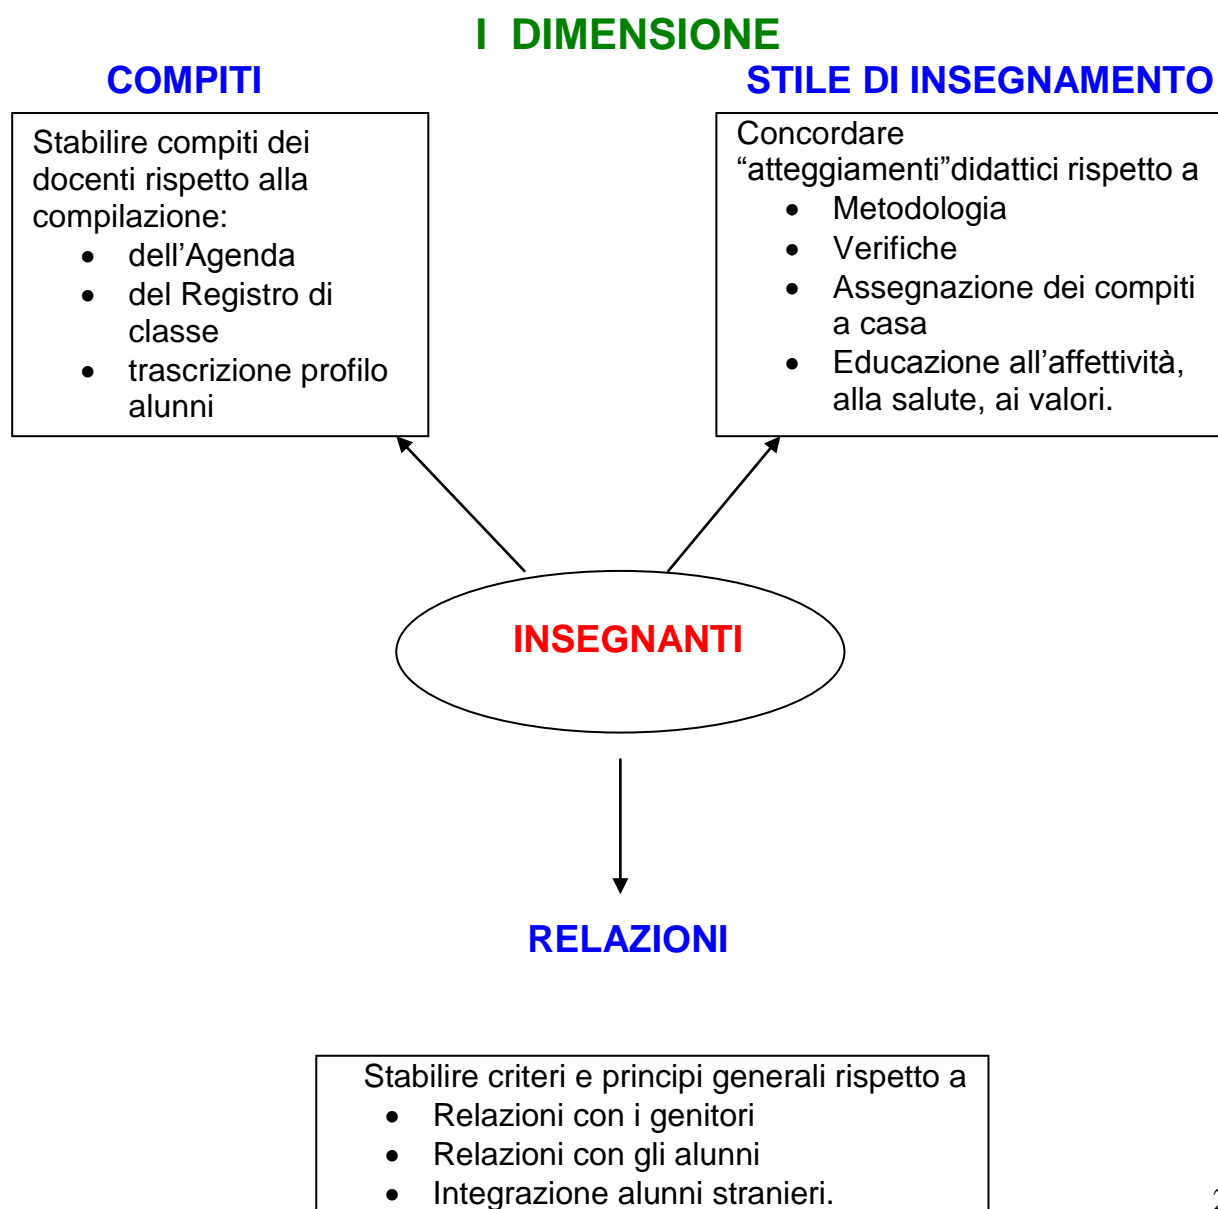 I DIMENSIONE
COMPITI
Stabilire compiti dei
docenti rispetto alla
compilazione:
• dell’Agenda
• del Registro di
classe
• trascrizione profilo
alunni
STILE DI INSEGNAMENTO
Concordare
“atteggiamenti”didattici rispetto a
• Metodologia
• Verifiche
• Assegnazione dei compiti
a casa
• Educazione all’affettività,
alla salute, ai valori.
INSEGNANTI
RELAZIONI
Stabilire criteri e principi generali rispetto a
• Relazioni con i genitori
• Relazioni con gli alunni
• Integrazione alunni stranieri.